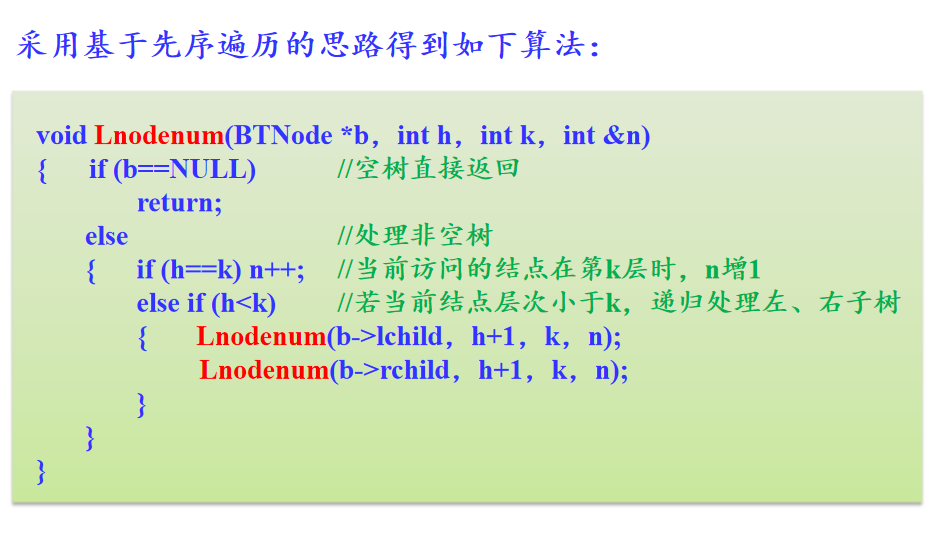 采用基于先序遍历的思路得到如下算法：
void Lnodenum(BTNode *b，int h，int k，int &n)
{ if (b==NULL) //空树直接返回
return;
else //处理非空树
{ if (h==k) n++; //当前访问的结点在第k层时，n增1
else if (h<k) //若当前结点层次小于k，递归处理左、右子树
{ Lnodenum(b->lchild，h+1，k，n);
Lnodenum(b->rchild，h+1，k，n);
}
}
}